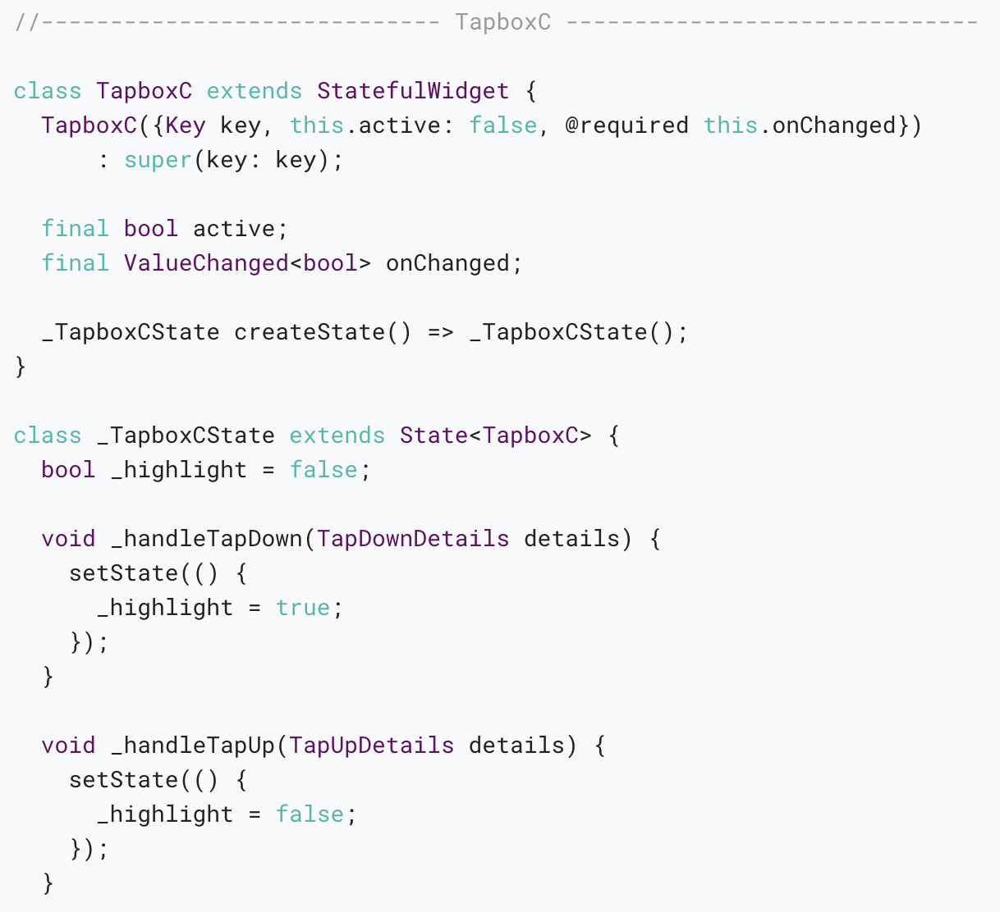 //----------------------------- TapboxC ------------------------------
class TapboxC extends StatefulWidget {
  TapboxC({Key key, this.active: false, @required this.onChanged})
      : super(key: key);

  final bool active;
  final ValueChanged<bool> onChanged;

  _TapboxCState createState() => _TapboxCState();
}

class _TapboxCState extends State<TapboxC> {
  bool _highlight = false;

  void _handleTapDown(TapDownDetails details) {
    setState(() {
      _highlight = true;
    });
  }

  void _handleTapUp(TapUpDetails details) {
    setState(() {
      _highlight = false;
    });
  }